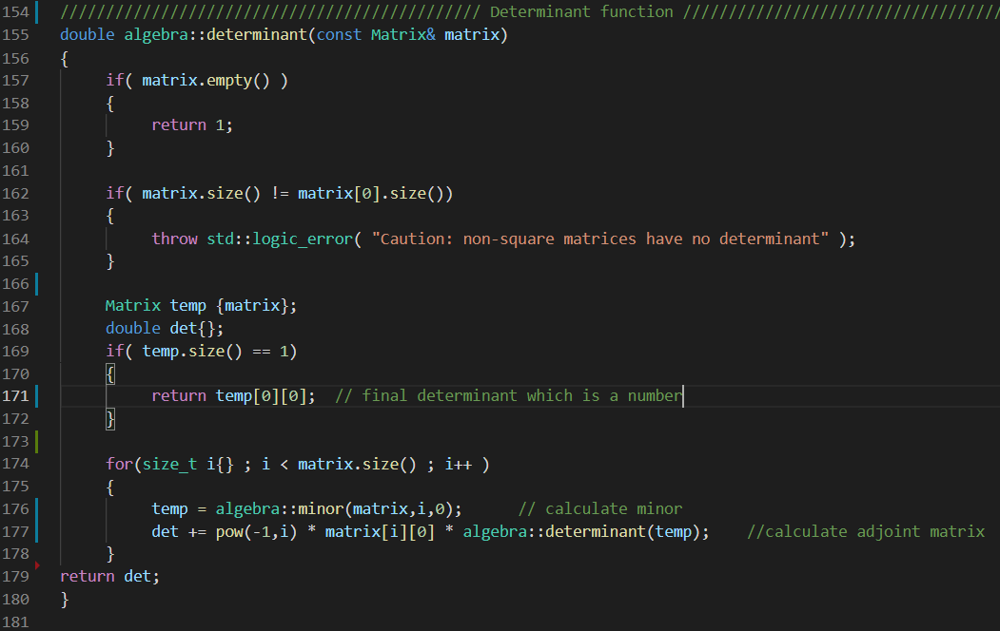 154 ////////////////////////////////////////////// Determinant function ///////////////////////////////////
155 double algebra::determinant(const Matrix& matrix)
156 {
157 if( matrix.empty() )
158 {
159 return 1;
160 }
161
162 if( matrix.size() != matrix[0].size())
163 {
164 throw std::logic_error( "Caution: non-square matrices have no determinant" );
165 }
166
167 Matrix temp {matrix};
168 double det{};
169 if( temp.size() == 1)
170 {
171 return temp[0][0];  // final determinant which is a number
172 }
173
174 for(size_t i{} ; i < matrix.size() ; i++ )
175 {
176 temp = algebra::minor(matrix,i,0);      // calculate minor
177 det += pow(-1,i) * matrix[i][0] * algebra::determinant(temp);    //calculate adjoint matrix
178 }
179 return det;
180 }
181